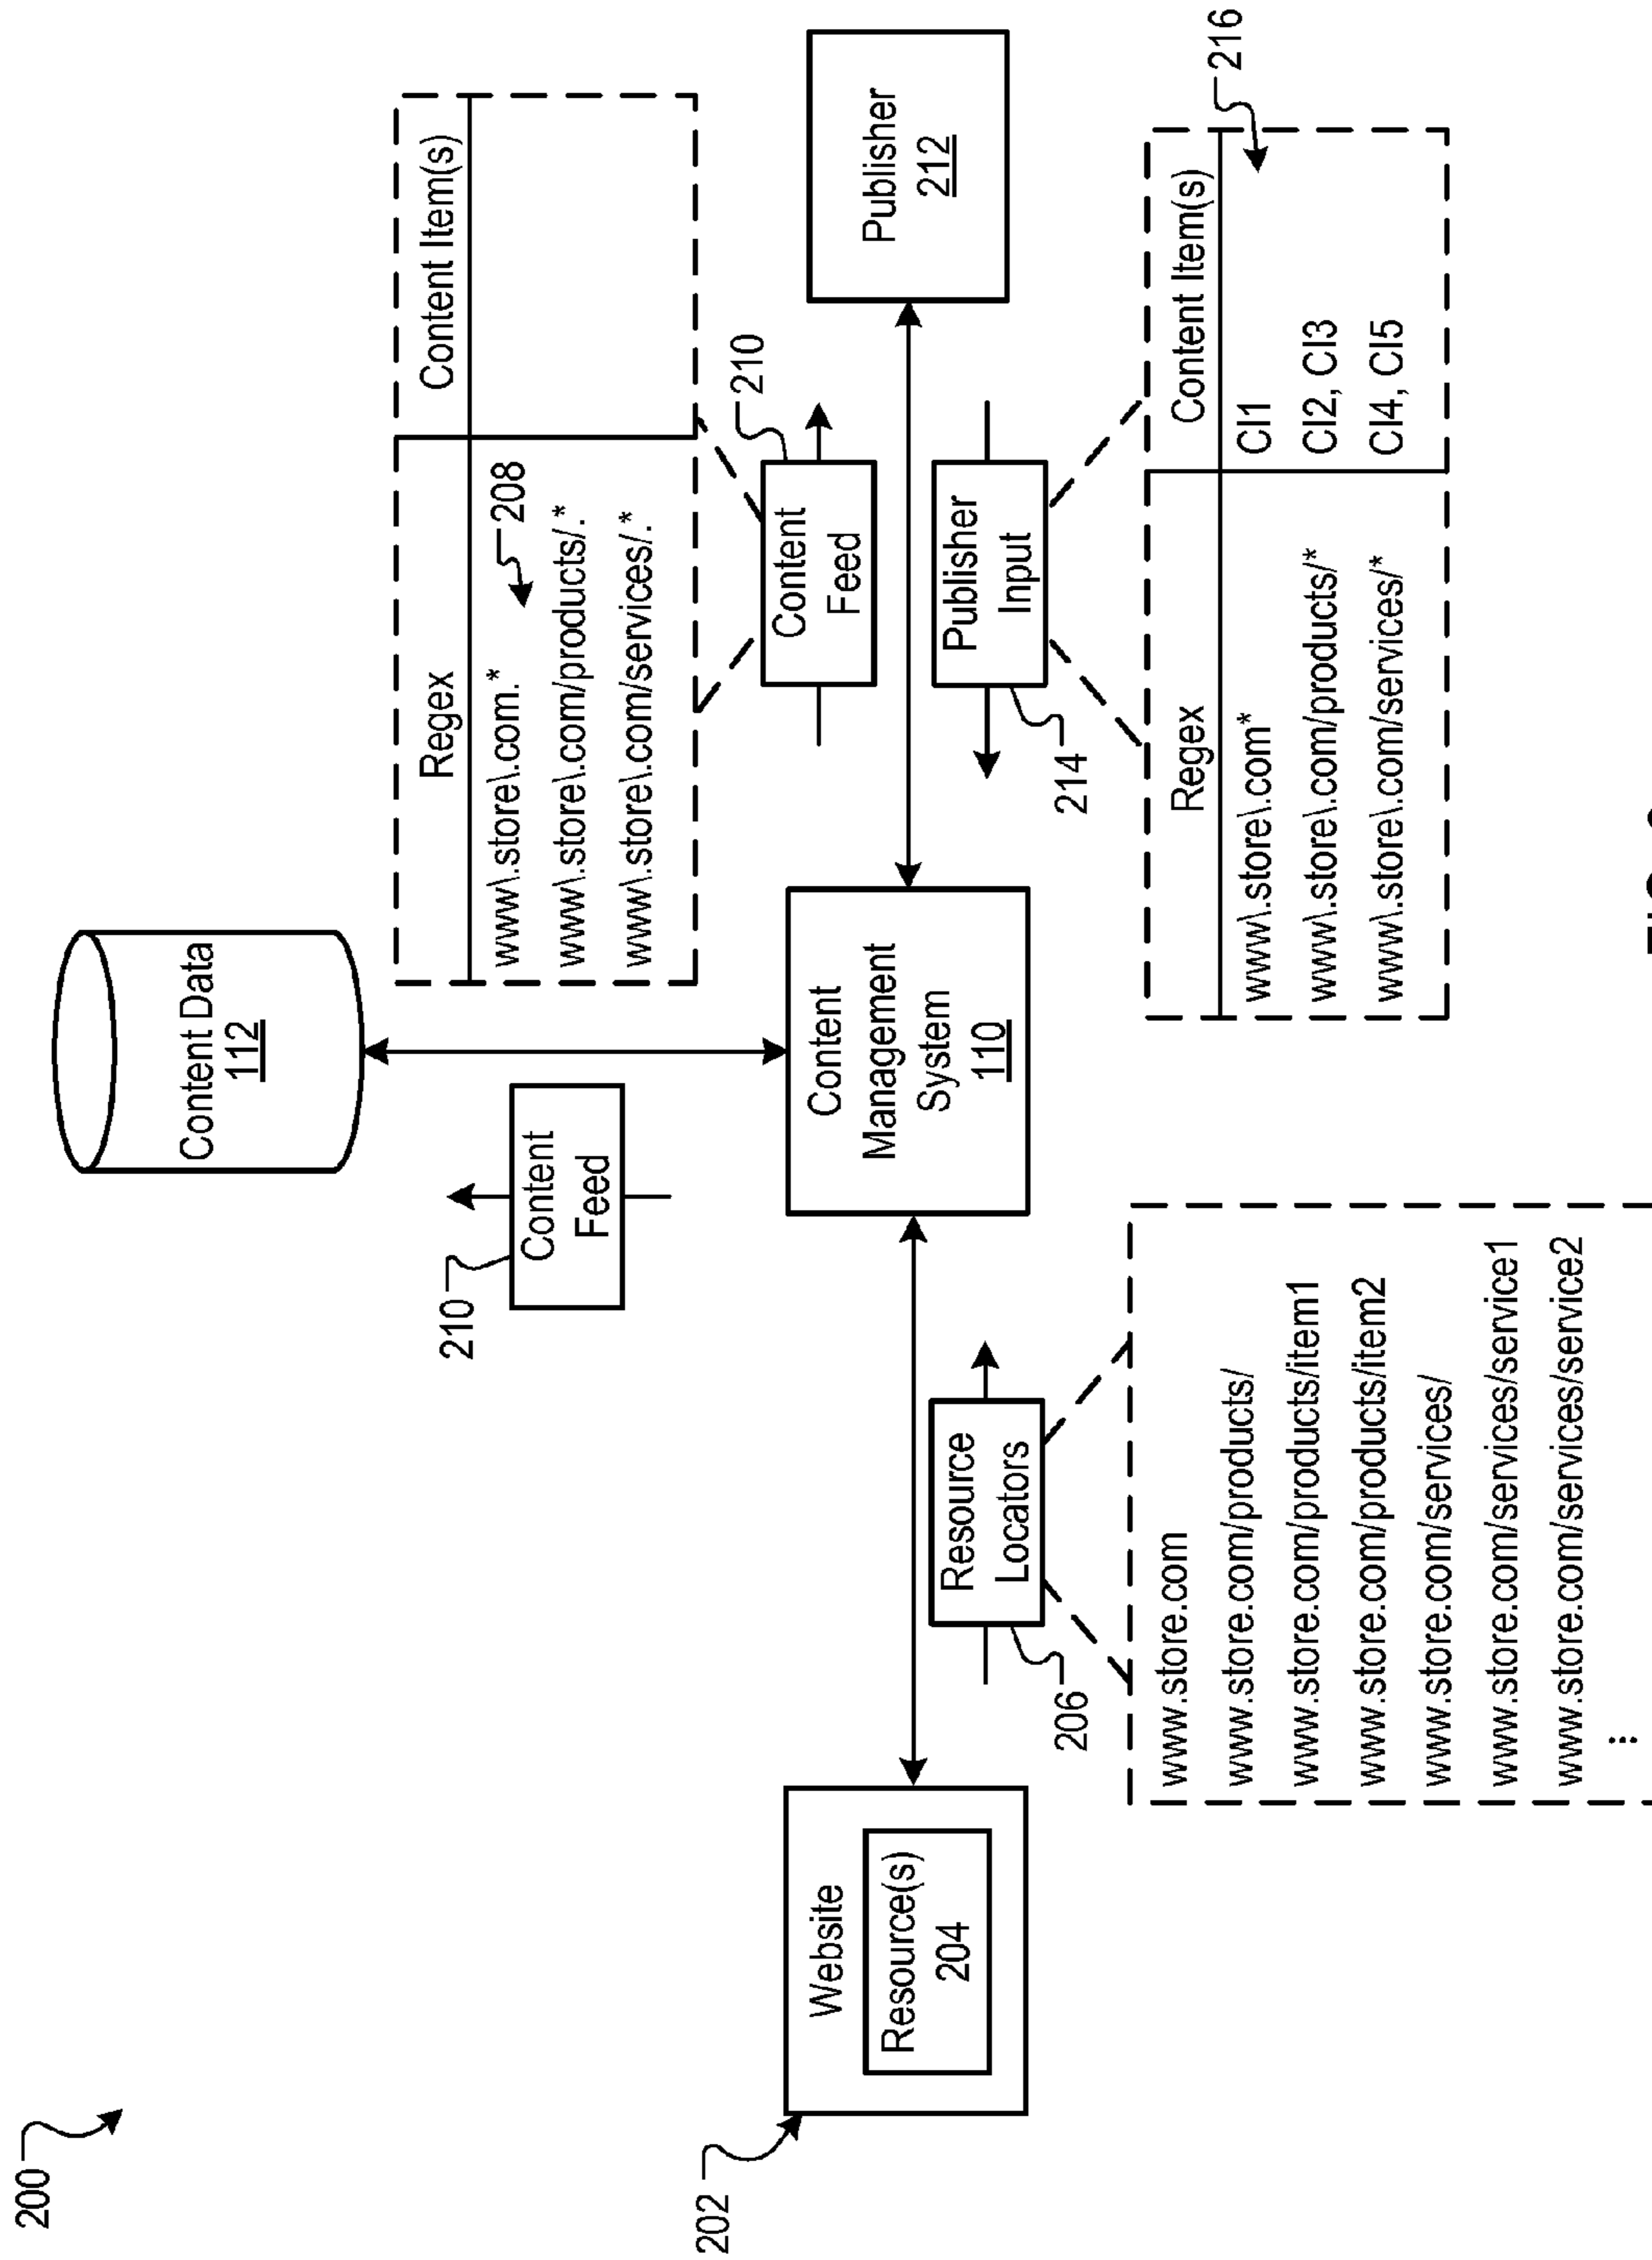 200
Content Data
112
210
Content
Feed
Regex
Content Item(s)
www\.store\.com.*
208
www\.store\.com/products/.*
www\.store\.com/services/.*
210
Content
Feed
202
Website
Resource(s)
204
Content
Management
System
110
Publisher
212
Resource
Locators
206
Publisher
Input
214
www.store.com
www.store.com/products/
www.store.com/products/item1
www.store.com/products/item2
www.store.com/services/
www.store.com/services/service1
www.store.com/services/service2
...
Regex
Content Item(s)
216
www\.store\.com*
CI1
www\.store\.com/products/*
CI2, CI3
www\.store\.com/services/*
CI4, CI5